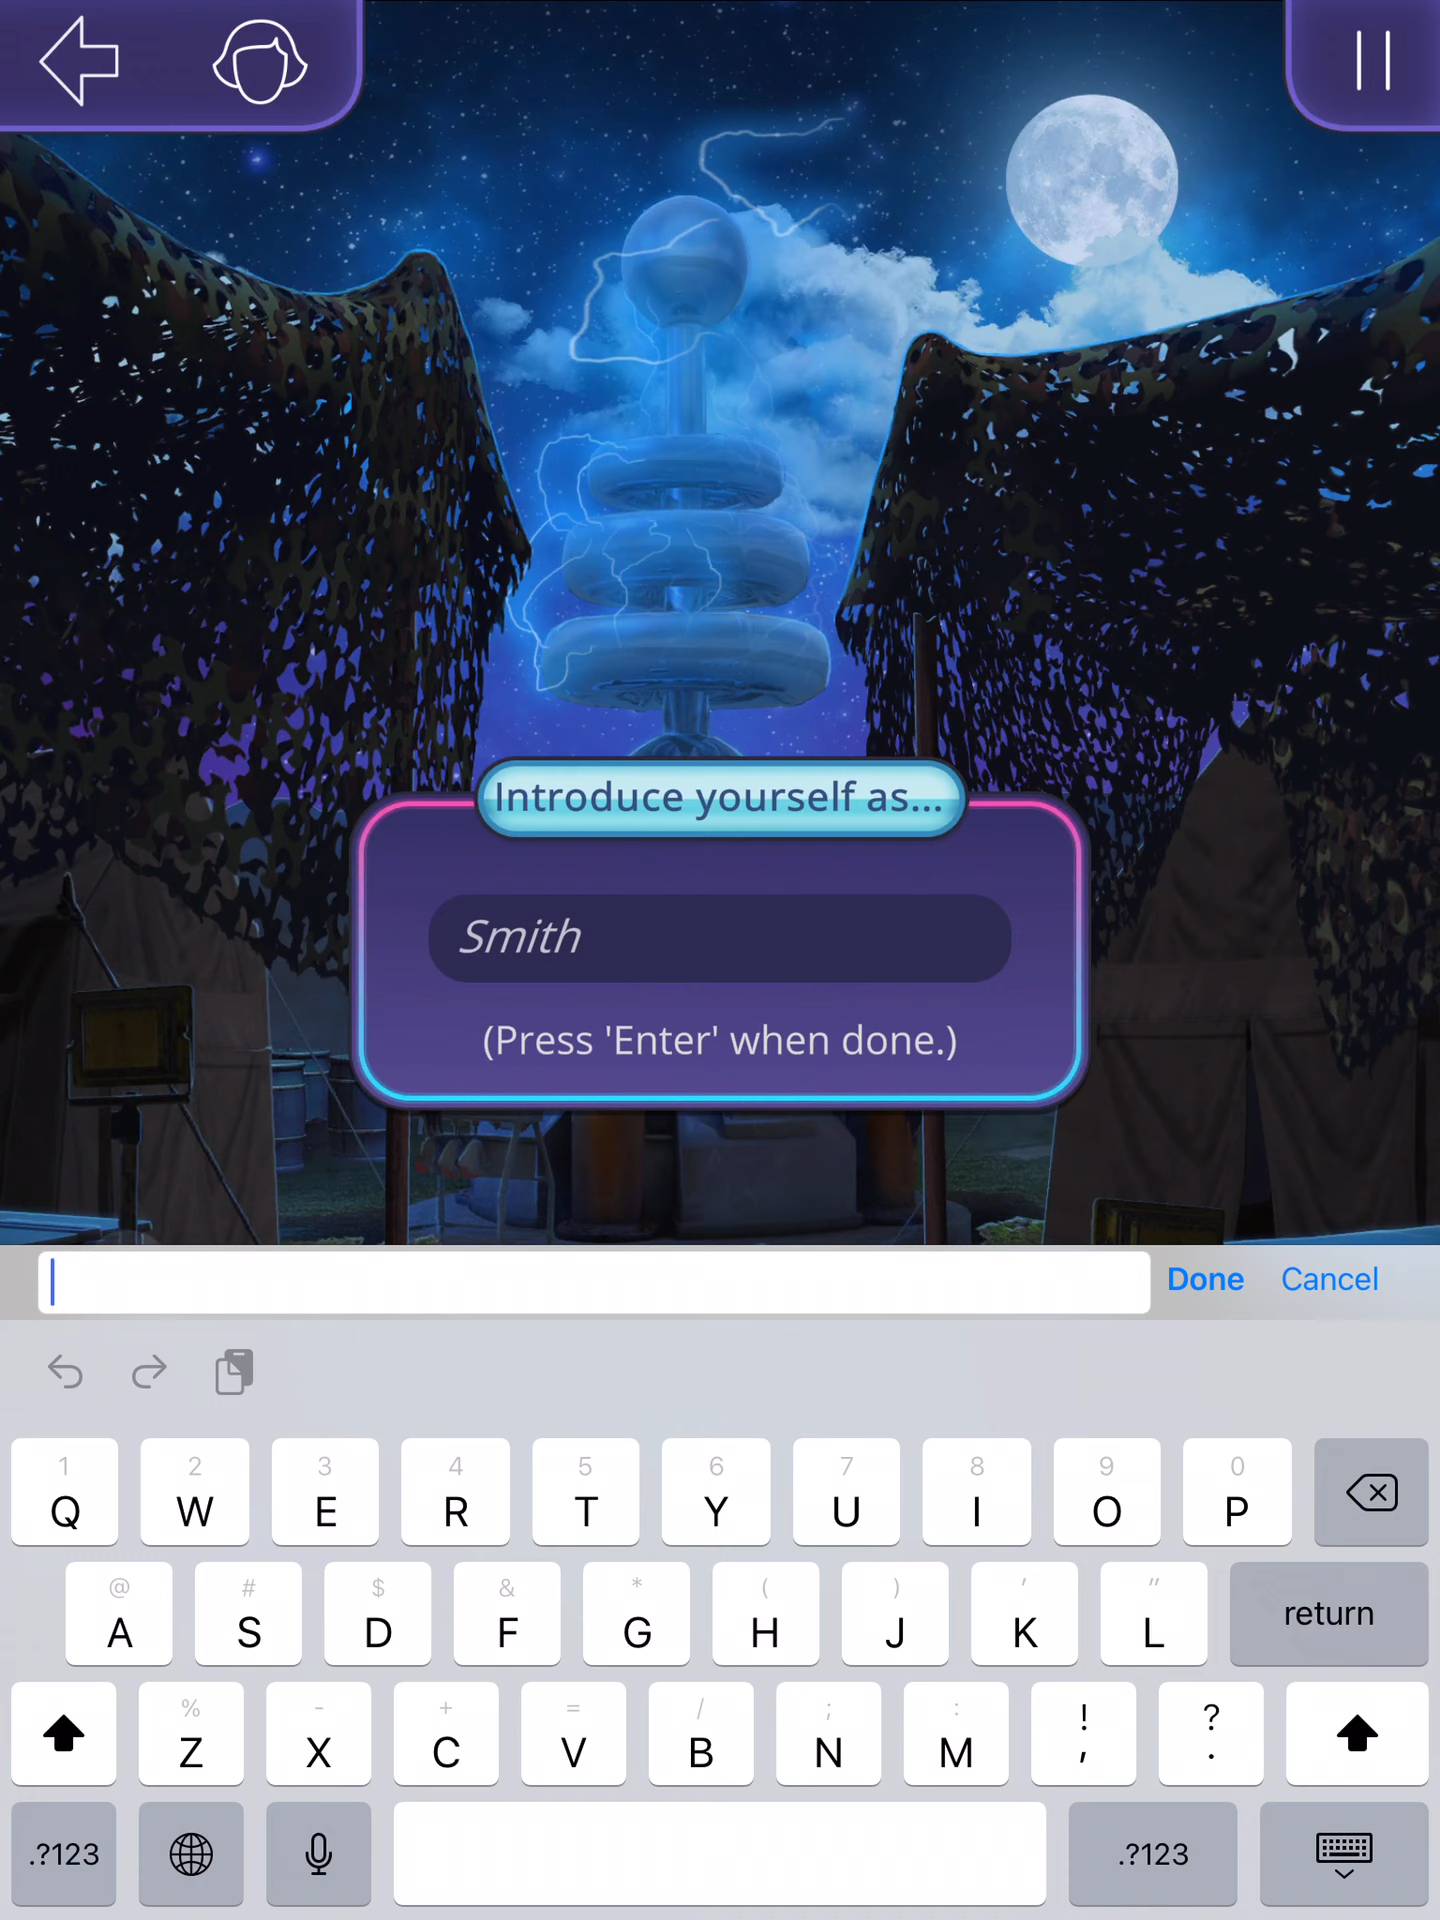 Introduce yourself as...
Smith
(Press 'Enter' when done.)
Done Cancel
1 2 3 4 5 6 7 8 9 0
Q W E R T Y U I O P
@ # $ & * ( ) ' "
A S D F G H J K L return
% - + = / ; : ! ?
Z X C V B N M , .
.?123 .?123